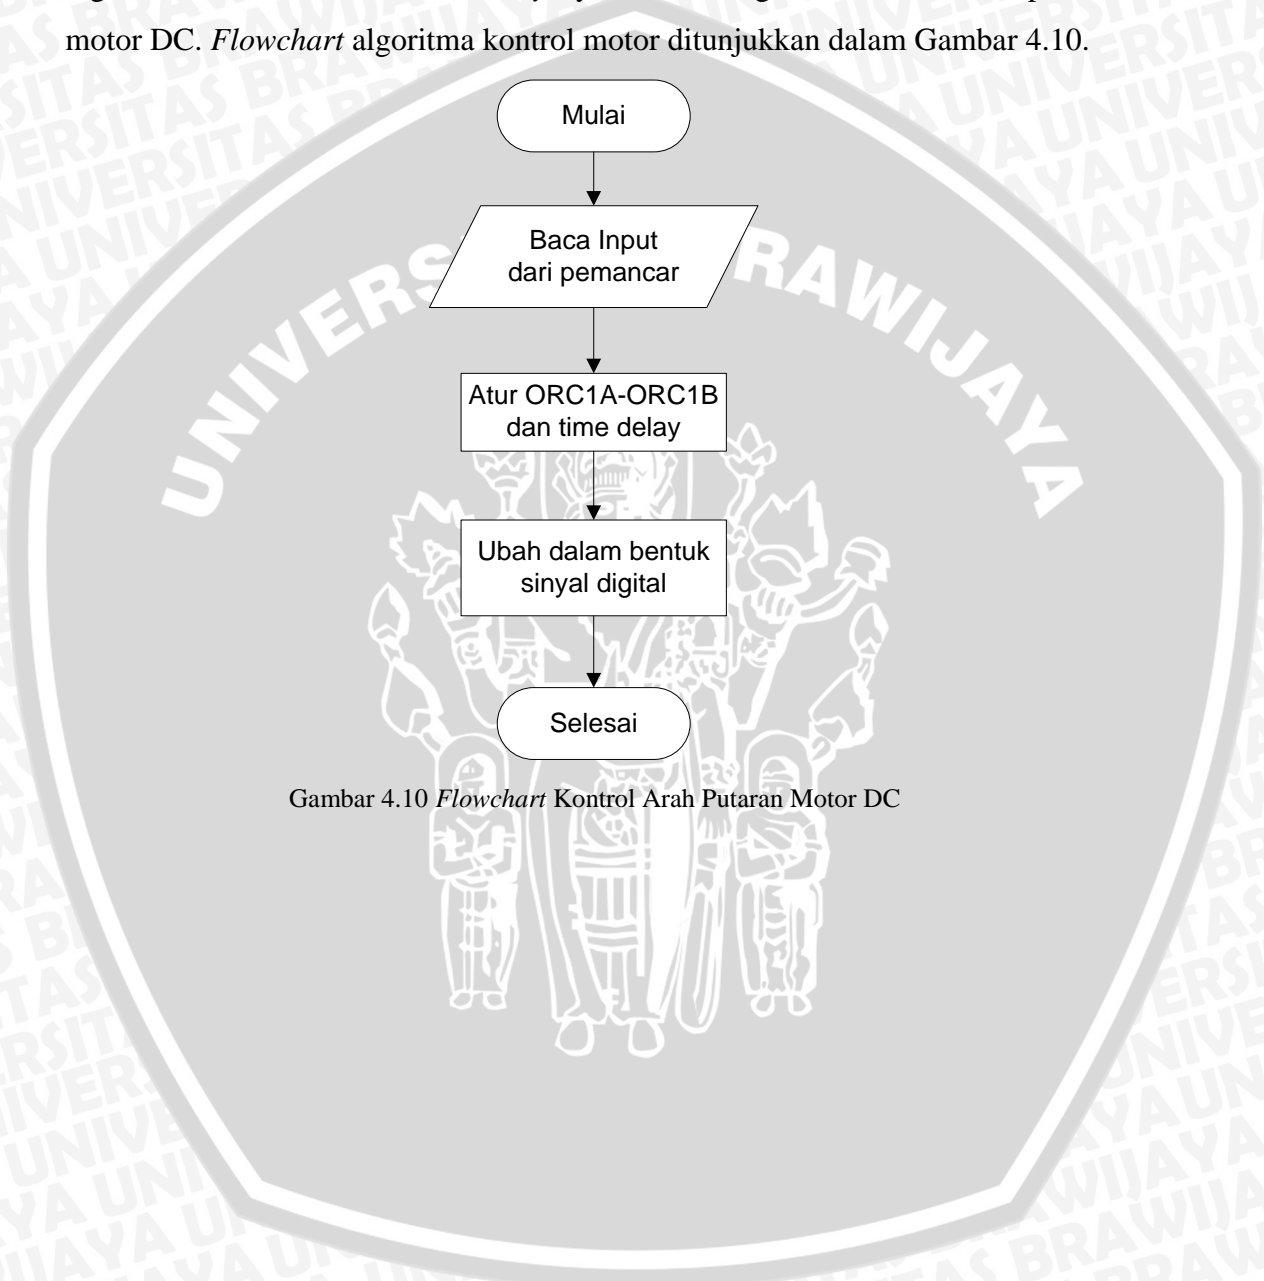 motor DC. Flowchart algoritma kontrol motor ditunjukkan dalam Gambar 4.10.
Mulai
Baca Input
dari pemancar
Atur ORC1A-ORC1B
dan time delay
Ubah dalam bentuk
sinyal digital
Selesai
Gambar 4.10 Flowchart Kontrol Arah Putaran Motor DC